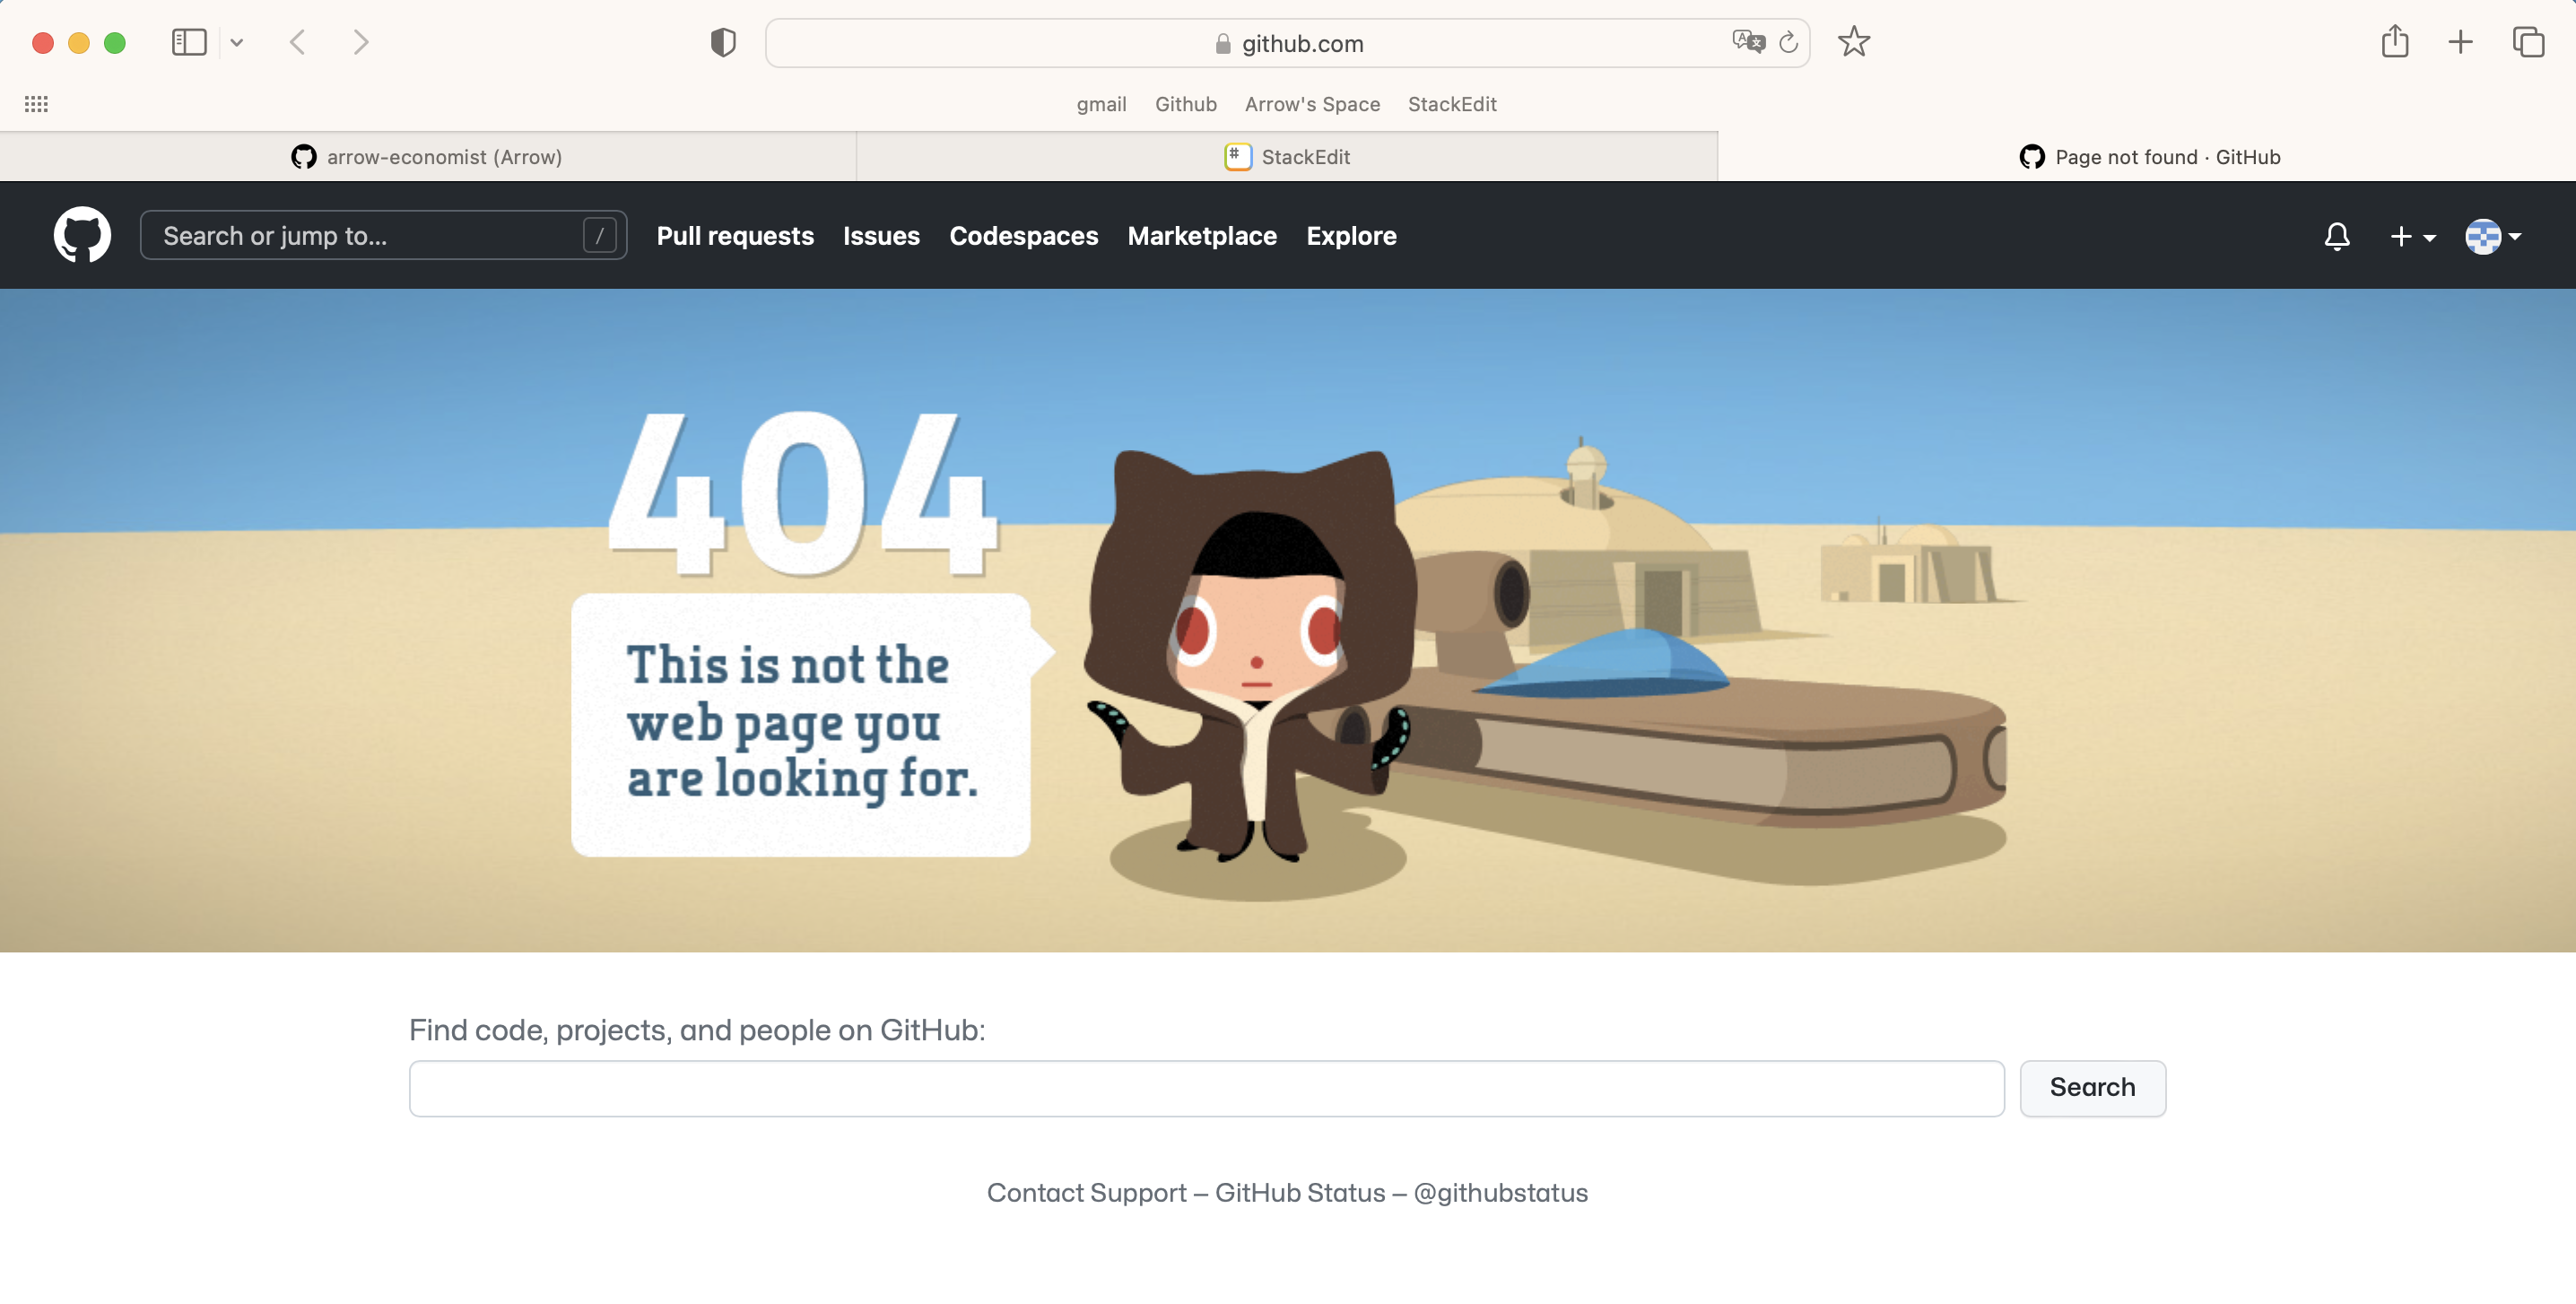 github.com
gmail Github Arrow's Space StackEdit
arrow-economist (Arrow) StackEdit Page not found · GitHub
Search or jump to... / Pull requests Issues Codespaces Marketplace Explore
404
This is not the
web page you
are looking for.
Find code, projects, and people on GitHub:
Search
Contact Support — GitHub Status — @githubstatus